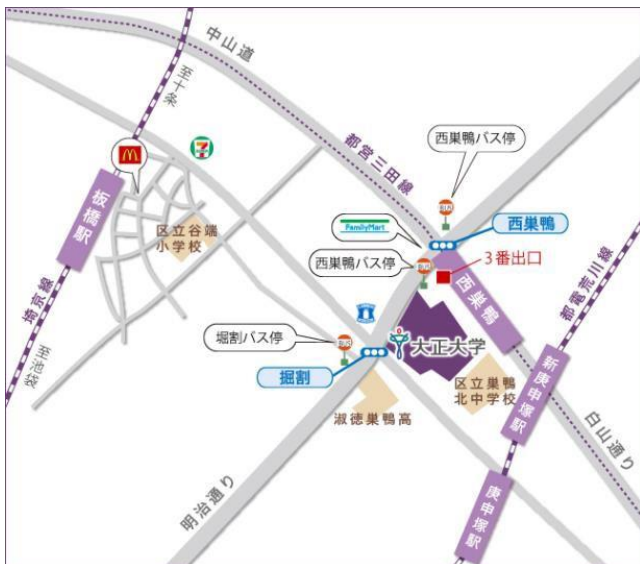 中山道
至十条
西巣鴨バス停
都営三田線
板橋駅
区立谷端
小学校
FamilyMart
西巣鴨
西巣鴨バス停
3番出口
西巣鴨
都電荒川線
埼京線
堀割バス停
大正大学
新庚申塚駅
至池袋
堀割
区立巣鴨
北中学校
淑徳巣鴨高
白山通り
明治通り
庚申塚駅